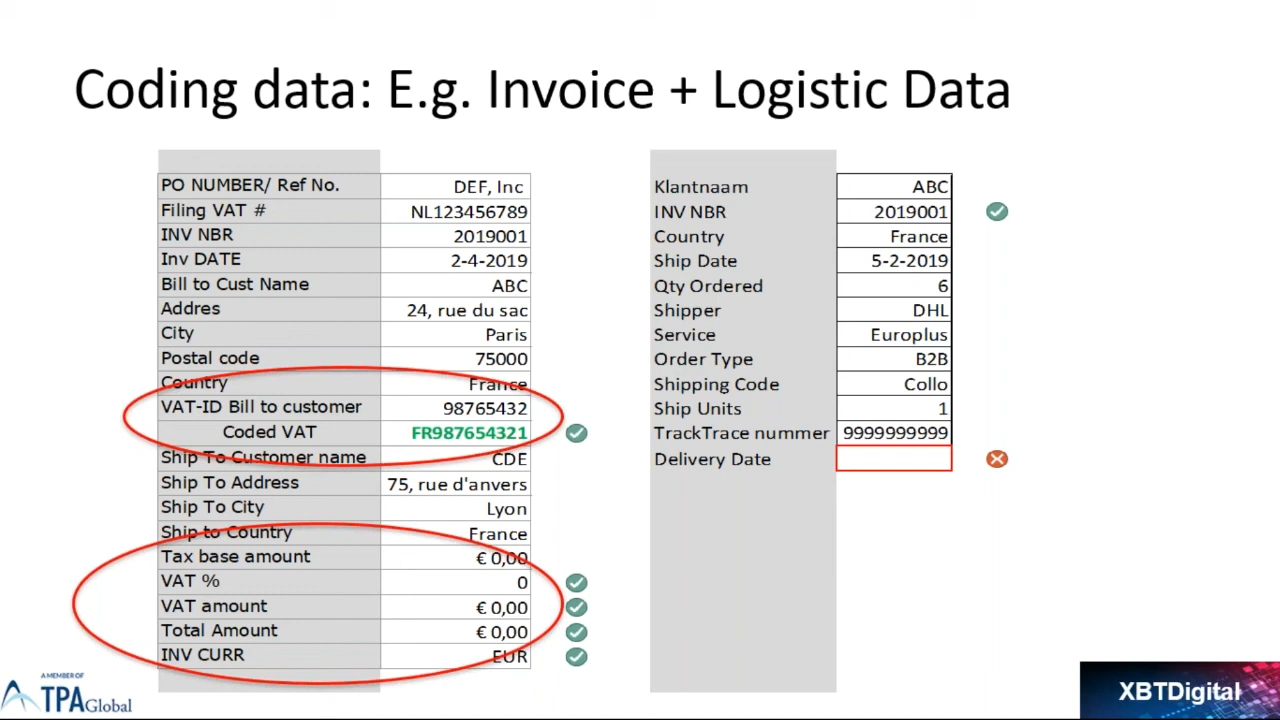 Coding data: E.g. Invoice + Logistic Data
PO NUMBER/ Ref No. DEF, Inc
Filing VAT # NL123456789
INV NBR 2019001
Inv DATE 2-4-2019
Bill to Cust Name ABC
Addres 24, rue du sac
City Paris
Postal code 75000
Country France
VAT-ID Bill to customer 98765432
Coded VAT FR987654321
Ship To Customer name CDE
Ship To Address 75, rue d'anvers
Ship To City Lyon
Ship to Country France
Tax base amount € 0,00
VAT % 0
VAT amount € 0,00
Total Amount € 0,00
INV CURR EUR
Klantnaam ABC
INV NBR 2019001
Country France
Ship Date 5-2-2019
Qty Ordered 6
Shipper DHL
Service Europlus
Order Type B2B
Shipping Code Collo
Ship Units 1
TrackTrace nummer 9999999999
Delivery Date
A MEMBER OF
TPAGlobal
XBTDigital